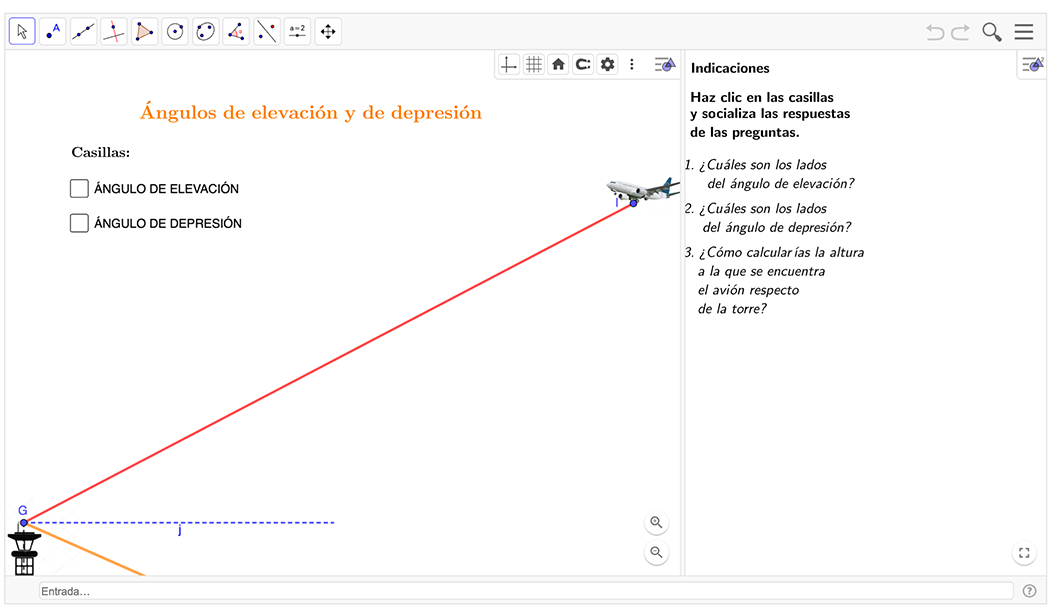 A
a=2
Ángulos de elevación y de depresión
Casillas:
ÁNGULO DE ELEVACIÓN
ÁNGULO DE DEPRESIÓN
I
G
j
Indicaciones
Haz clic en las casillas
y socializa las respuestas
de las preguntas.
1. ¿Cuáles son los lados
del ángulo de elevación?
2. ¿Cuáles son los lados
del ángulo de depresión?
3. ¿Cómo calcularías la altura
a la que se encuentra
el avión respecto
de la torre?
Entrada...